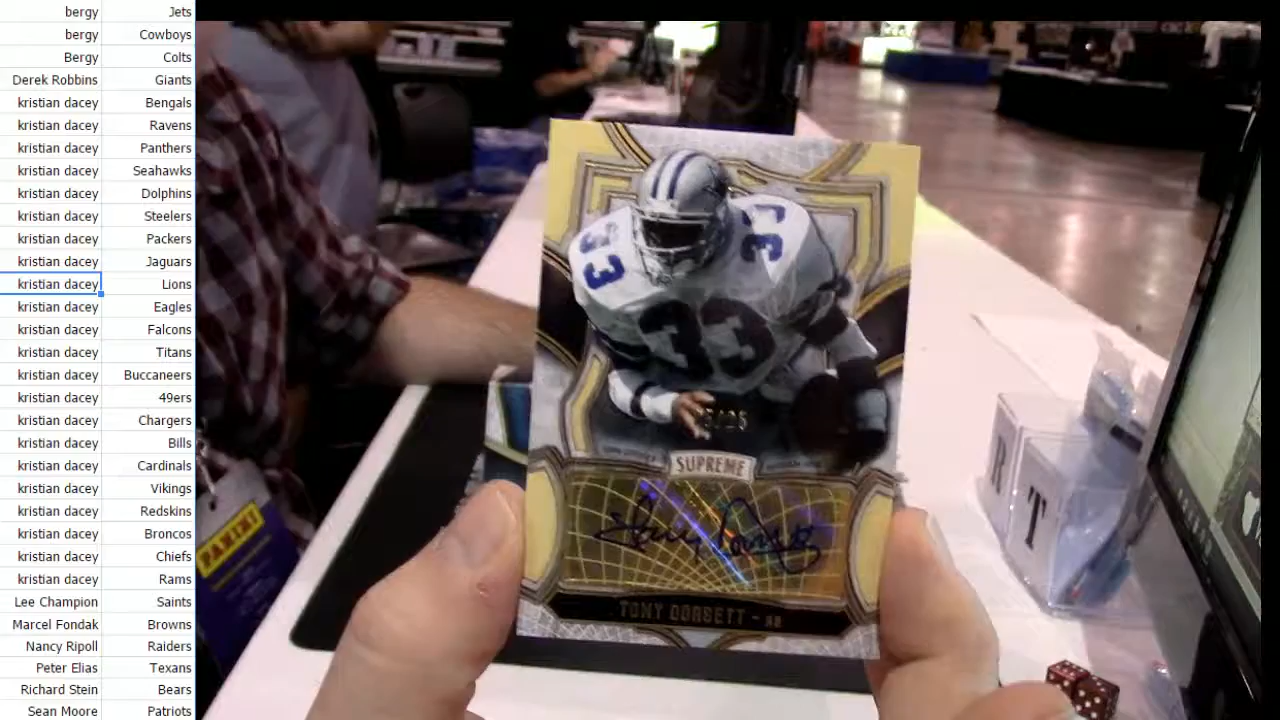 bergy Jets
bergy Cowboys
Bergy Colts
Derek Robbins Giants
kristian dacey Bengals
kristian dacey Ravens
kristian dacey Panthers
kristian dacey Seahawks
kristian dacey Dolphins
kristian dacey Steelers
kristian dacey Packers
kristian dacey Jaguars
kristian dacey Lions
kristian dacey Eagles
kristian dacey Falcons
kristian dacey Titans
kristian dacey Buccaneers
kristian dacey 49ers
kristian dacey Chargers
kristian dacey Bills
kristian dacey Cardinals
kristian dacey Vikings
kristian dacey Redskins
kristian dacey Broncos
kristian dacey Chiefs
kristian dacey Rams
Lee Champion Saints
Marcel Fondak Browns
Nancy Ripoll Raiders
Peter Elias Texans
Richard Stein Bears
Sean Moore Patriots
33
33
33
SUPREME
Tony Dorsett
TONY DORSETT - RB
PANINI
R T